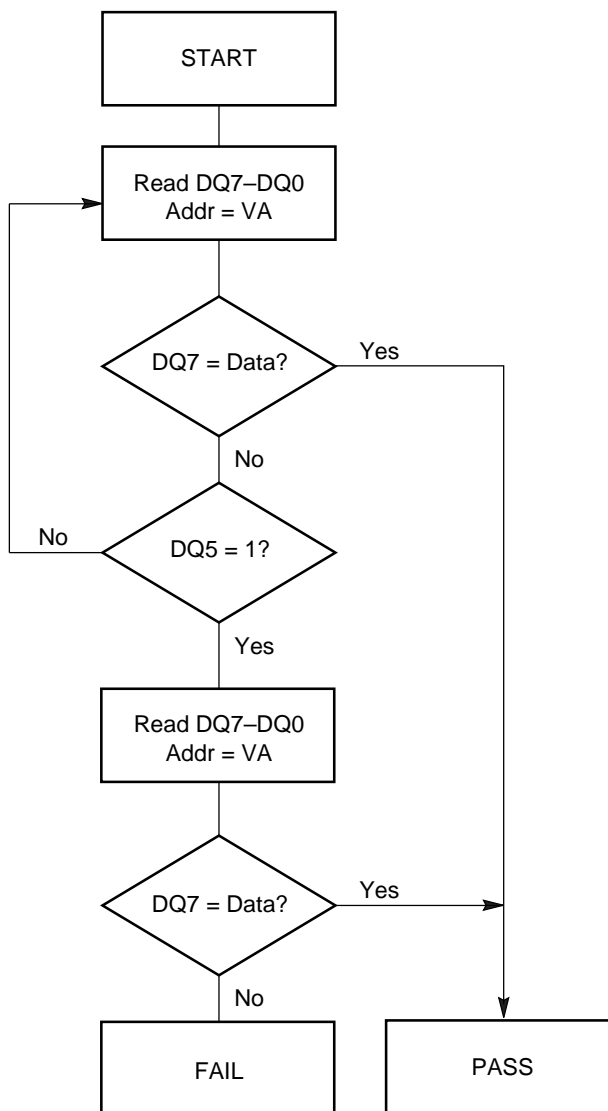 START
Read DQ7–DQ0
Addr = VA
DQ7 = Data?
Yes
No
No
DQ5 = 1?
Yes
Read DQ7–DQ0
Addr = VA
DQ7 = Data?
Yes
No
FAIL
PASS